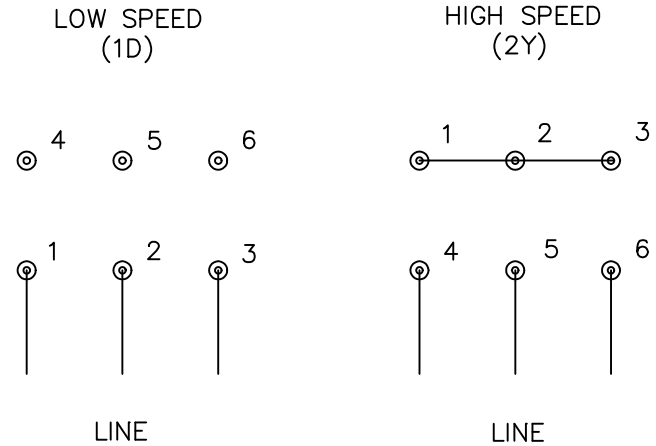 LOW SPEED
(1D)
4 5 6
1 2 3
LINE
HIGH SPEED
(2Y)
1 2 3
4 5 6
LINE